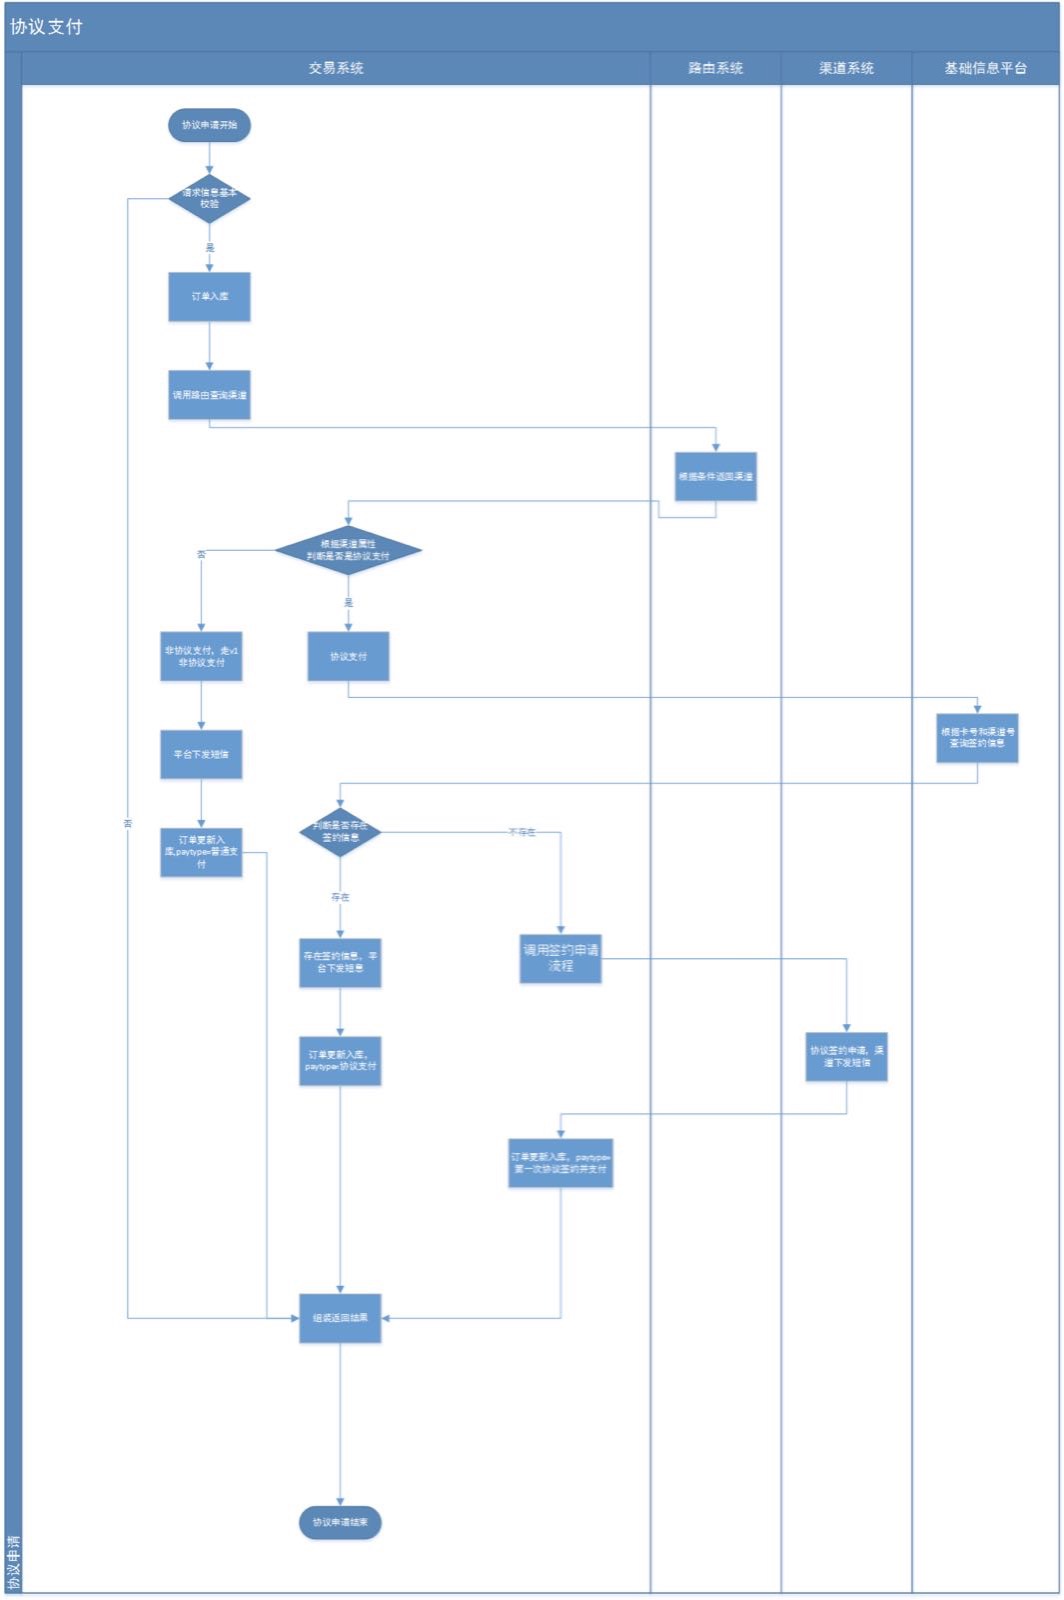 协议支付
交易系统
路由系统
渠道系统
基础信息平台
协议申请开始
请求信息基本
校验
是
订单入库
调用路由查询渠道
根据条件返回渠道
根据渠道属性
判断是否是协议支付
否
是
非协议支付，走v1
非协议支付
协议支付
根据卡号和渠道号
查询签约信息
平台下发短信
否
判断是否存在
签约信息
不存在
订单更新入
库,paytype=普通支
付
存在
调用签约申请
流程
存在签约信息，平
台下发短息
订单更新入库，
paytype=协议支付
协议签约申请，渠
道下发短信
订单更新入库，paytype=
第一次协议签约并支付
组装返回结果
协议申请结束
协议申请